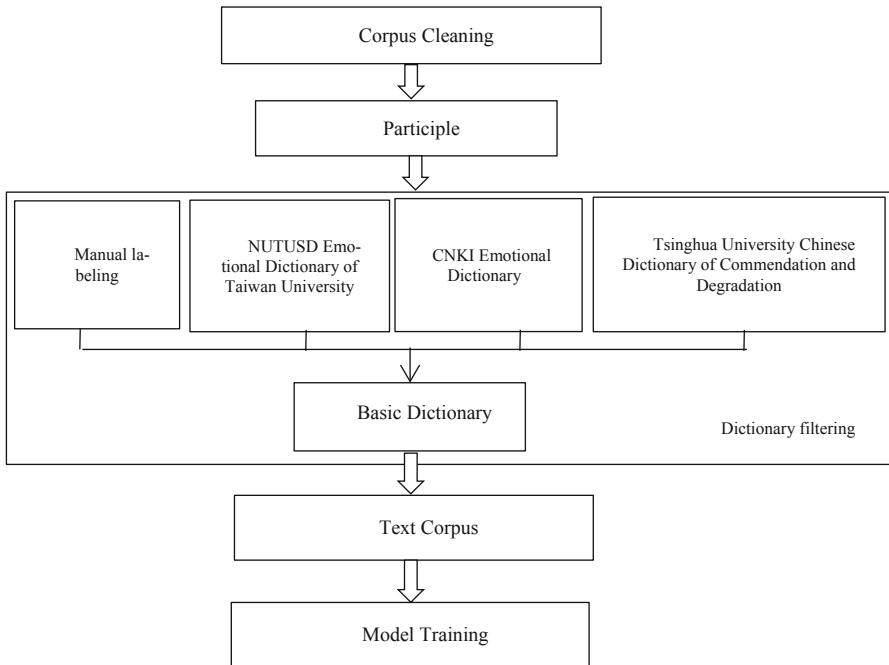 Corpus Cleaning
Participle
Manual la-
beling
NUTUSD Emo-
tional Dictionary of
Taiwan University
CNKI Emotional
Dictionary
Tsinghua University Chinese
Dictionary of Commendation and
Degradation
Basic Dictionary
Dictionary filtering
Text Corpus
Model Training